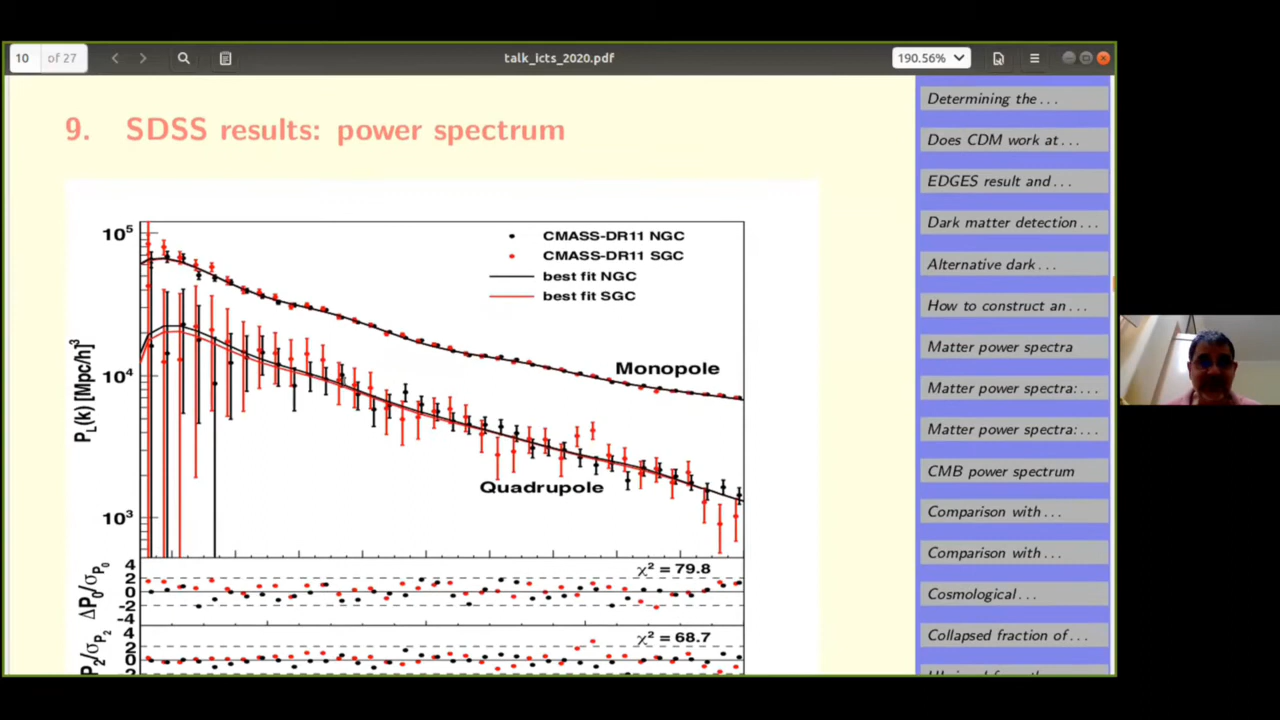 10 of 27
talk_icts_2020.pdf
190.56%
9. SDSS results: power spectrum
10⁵
10⁴
10³
P_L(k) [Mpc/h]³
CMASS-DR11 NGC
CMASS-DR11 SGC
best fit NGC
best fit SGC
Monopole
Quadrupole
4
2
0
-2
-4
ΔP₀/σ_P₀
χ² = 79.8
2
0
P₂/σ_P₂
χ² = 68.7
Determining the . . .
Does CDM work at . . .
EDGES result and . . .
Dark matter detection . . .
Alternative dark . . .
How to construct an . . .
Matter power spectra
Matter power spectra: . . .
Matter power spectra: . . .
CMB power spectrum
Comparison with . . .
Comparison with . . .
Cosmological . . .
Collapsed fraction of . . .